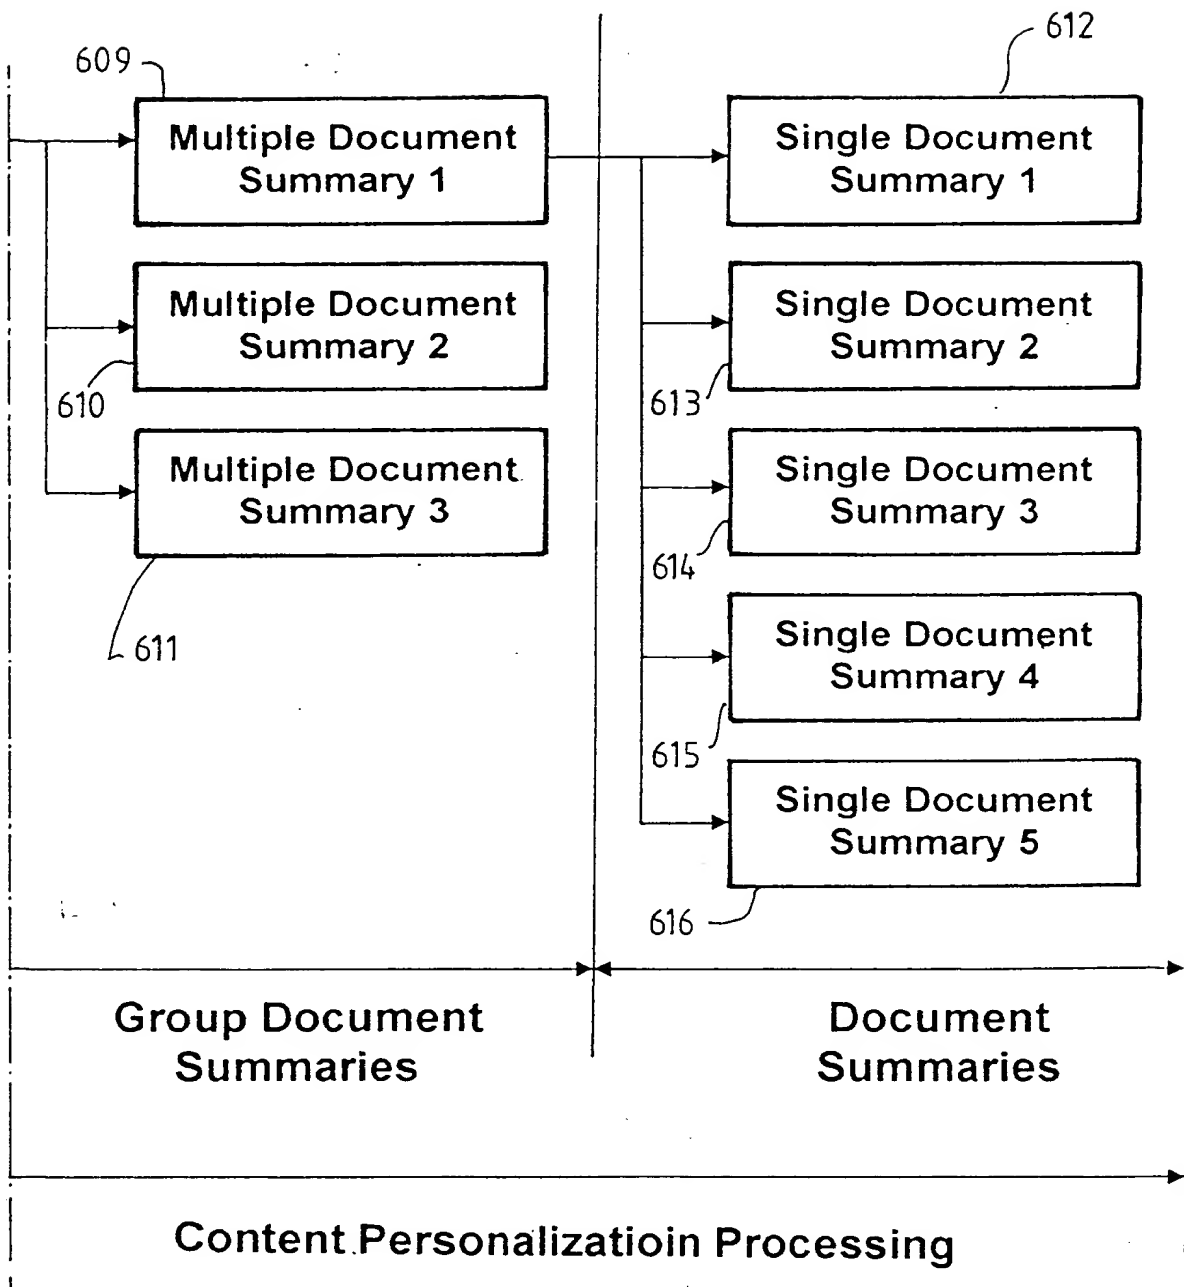 609
612
Multiple Document
Summary 1
Single Document
Summary 1
Multiple Document
Summary 2
Single Document
Summary 2
610
613
Multiple Document
Summary 3
Single Document
Summary 3
614
611
Single Document
Summary 4
615
Single Document
Summary 5
616
Group Document
Summaries
Document
Summaries
Content Personalizatioin Processing